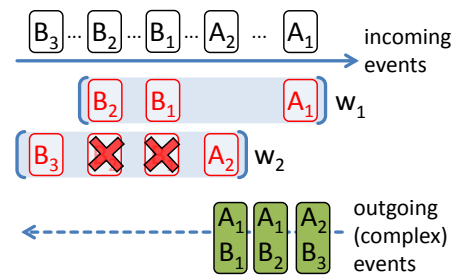 B3 ... B2 ... B1 ... A2 ... A1
incoming
events
B2 B1 A1 w1
B3 A2 w2
A1 A1 A2
B1 B2 B3
outgoing
(complex)
events